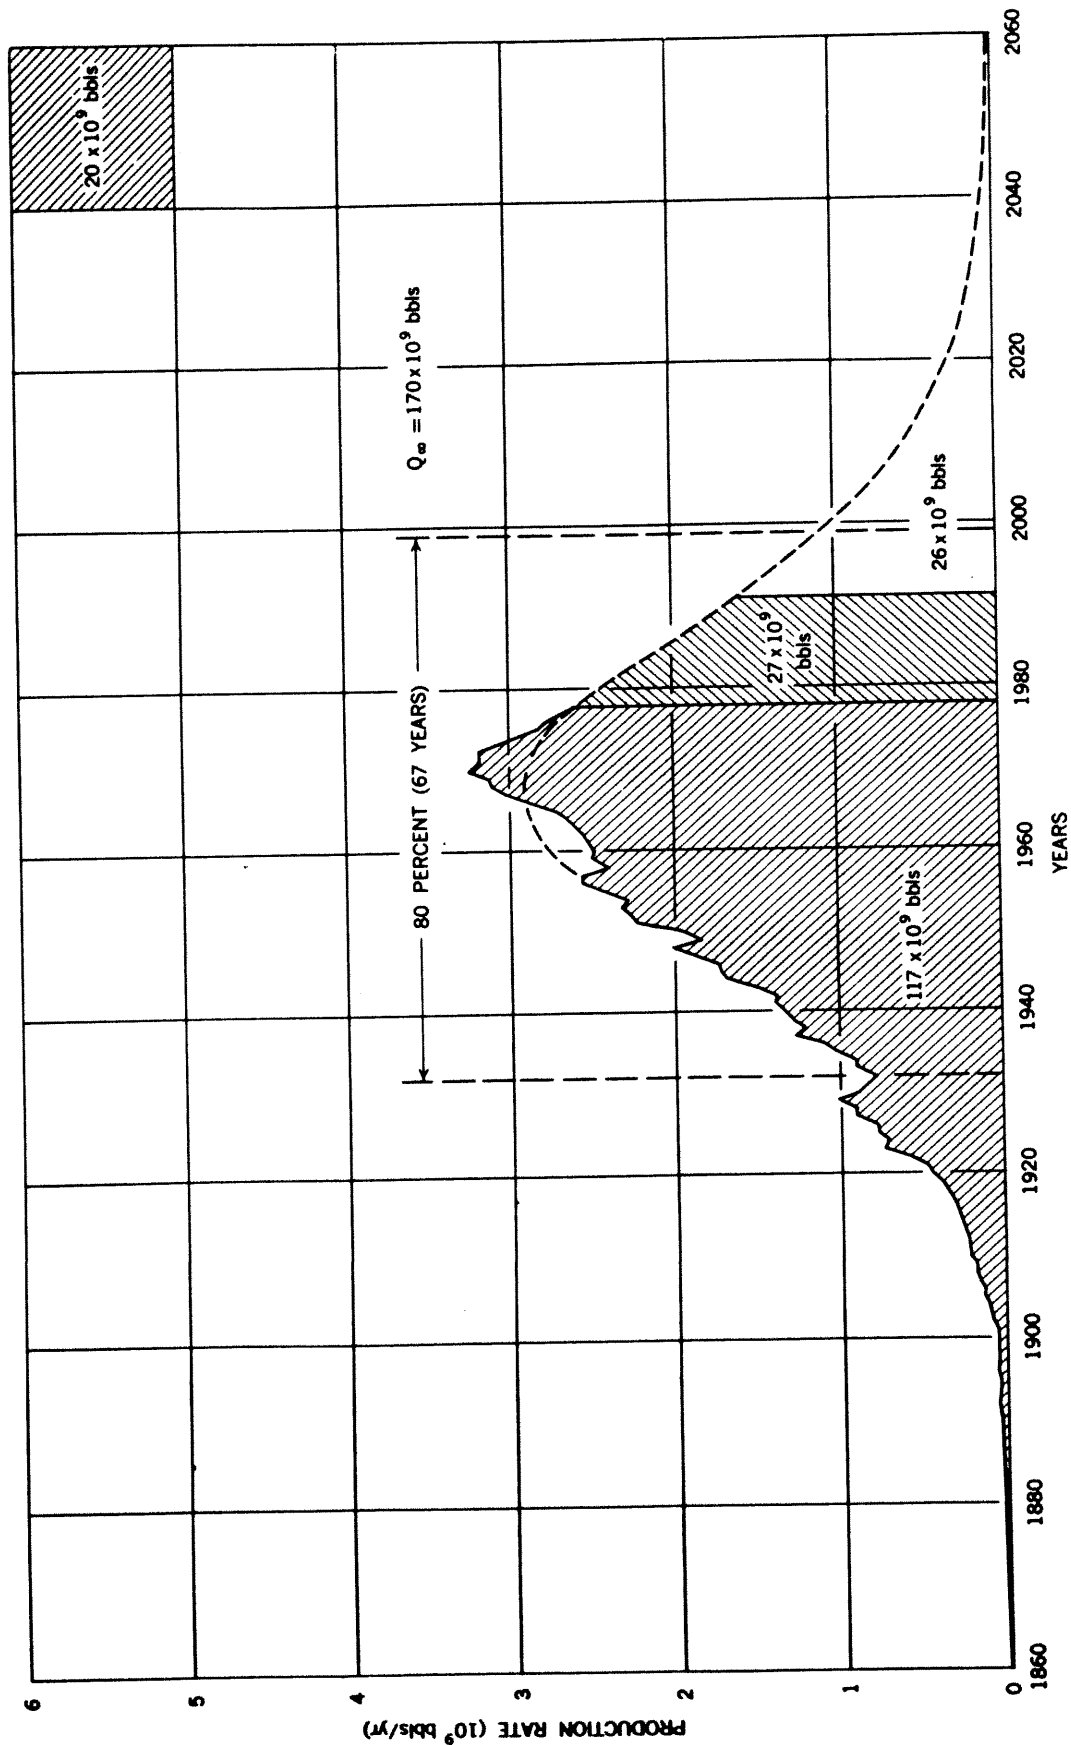 6
5
4
3
2
1
0
PRODUCTION RATE (10⁹ bbls/yr)
20 x 10⁹ bbls
Q∞ = 170 x 10⁹ bbls
80 PERCENT (67 YEARS)
117 x 10⁹ bbls
27 x 10⁹
bbls
26 x 10⁹ bbls
1860
1880
1900
1920
1940
1960
1980
2000
2020
2040
2060
YEARS